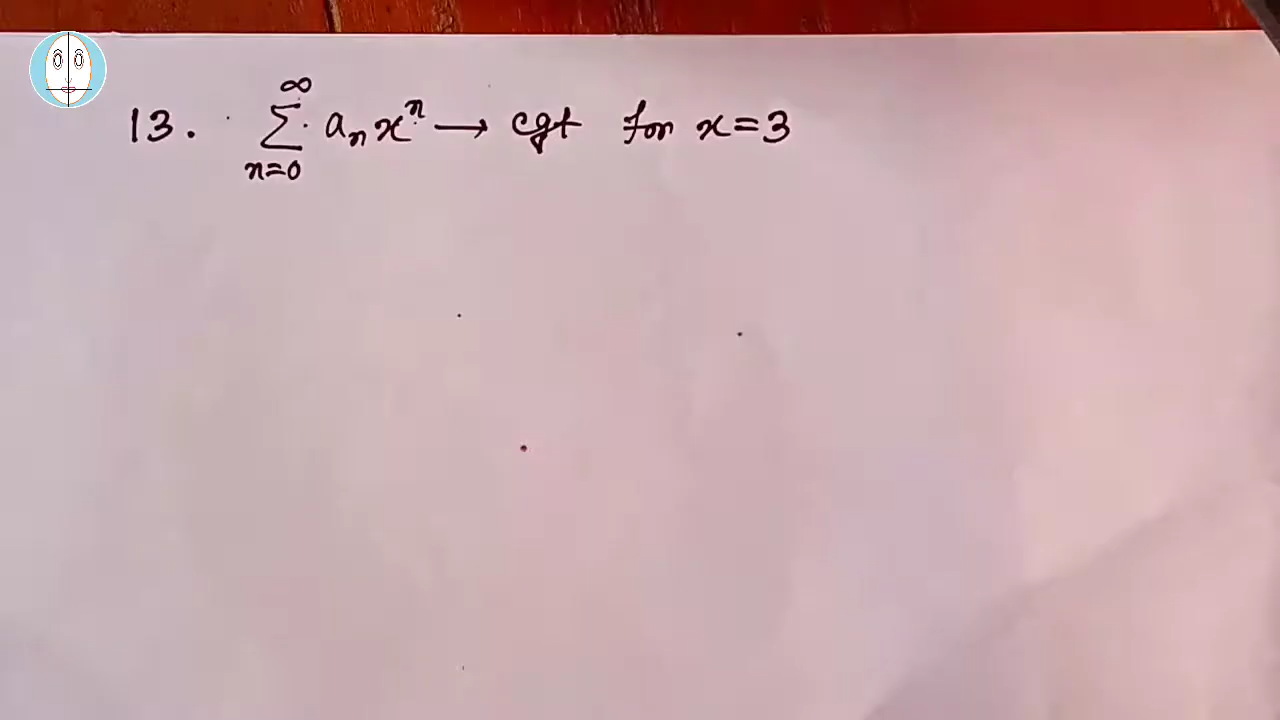 13. ∞∑n=0 aₙxⁿ → cgt for x=3